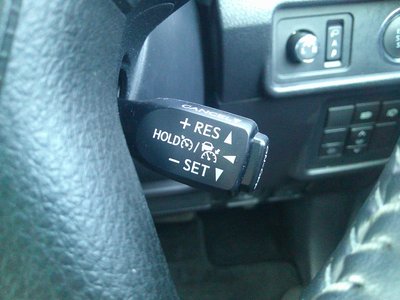 CANCEL
+ RES
HOLD /
− SET